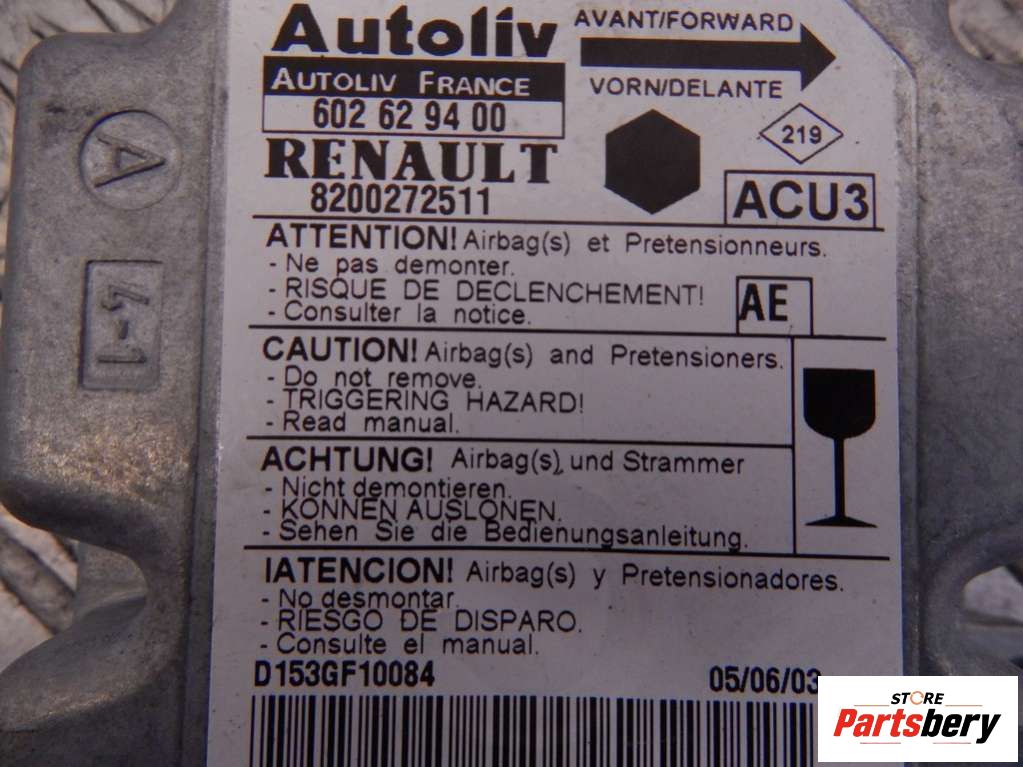 Autoliv
AUTOLIV FRANCE
602 62 94 00
RENAULT
8200272511
AVANT/FORWARD
VORN/DELANTE
219
ACU3
ATTENTION! Airbag(s) et Pretensionneurs.
- Ne pas demonter.
- RISQUE DE DECLENCHEMENT!
- Consulter la notice.
AE
CAUTION! Airbag(s) and Pretensioners.
- Do not remove.
- TRIGGERING HAZARD!
- Read manual.
ACHTUNG! Airbag(s) und Strammer
- Nicht demontieren.
- KONNEN AUSLONEN.
- Sehen Sie die Bedienungsanleitung.
IATENCION! Airbag(s) y Pretensionadores.
- No desmontar.
- RIESGO DE DISPARO.
- Consulte el manual.
D153GF10084 05/06/03
A
4-1
STORE
Partsbery